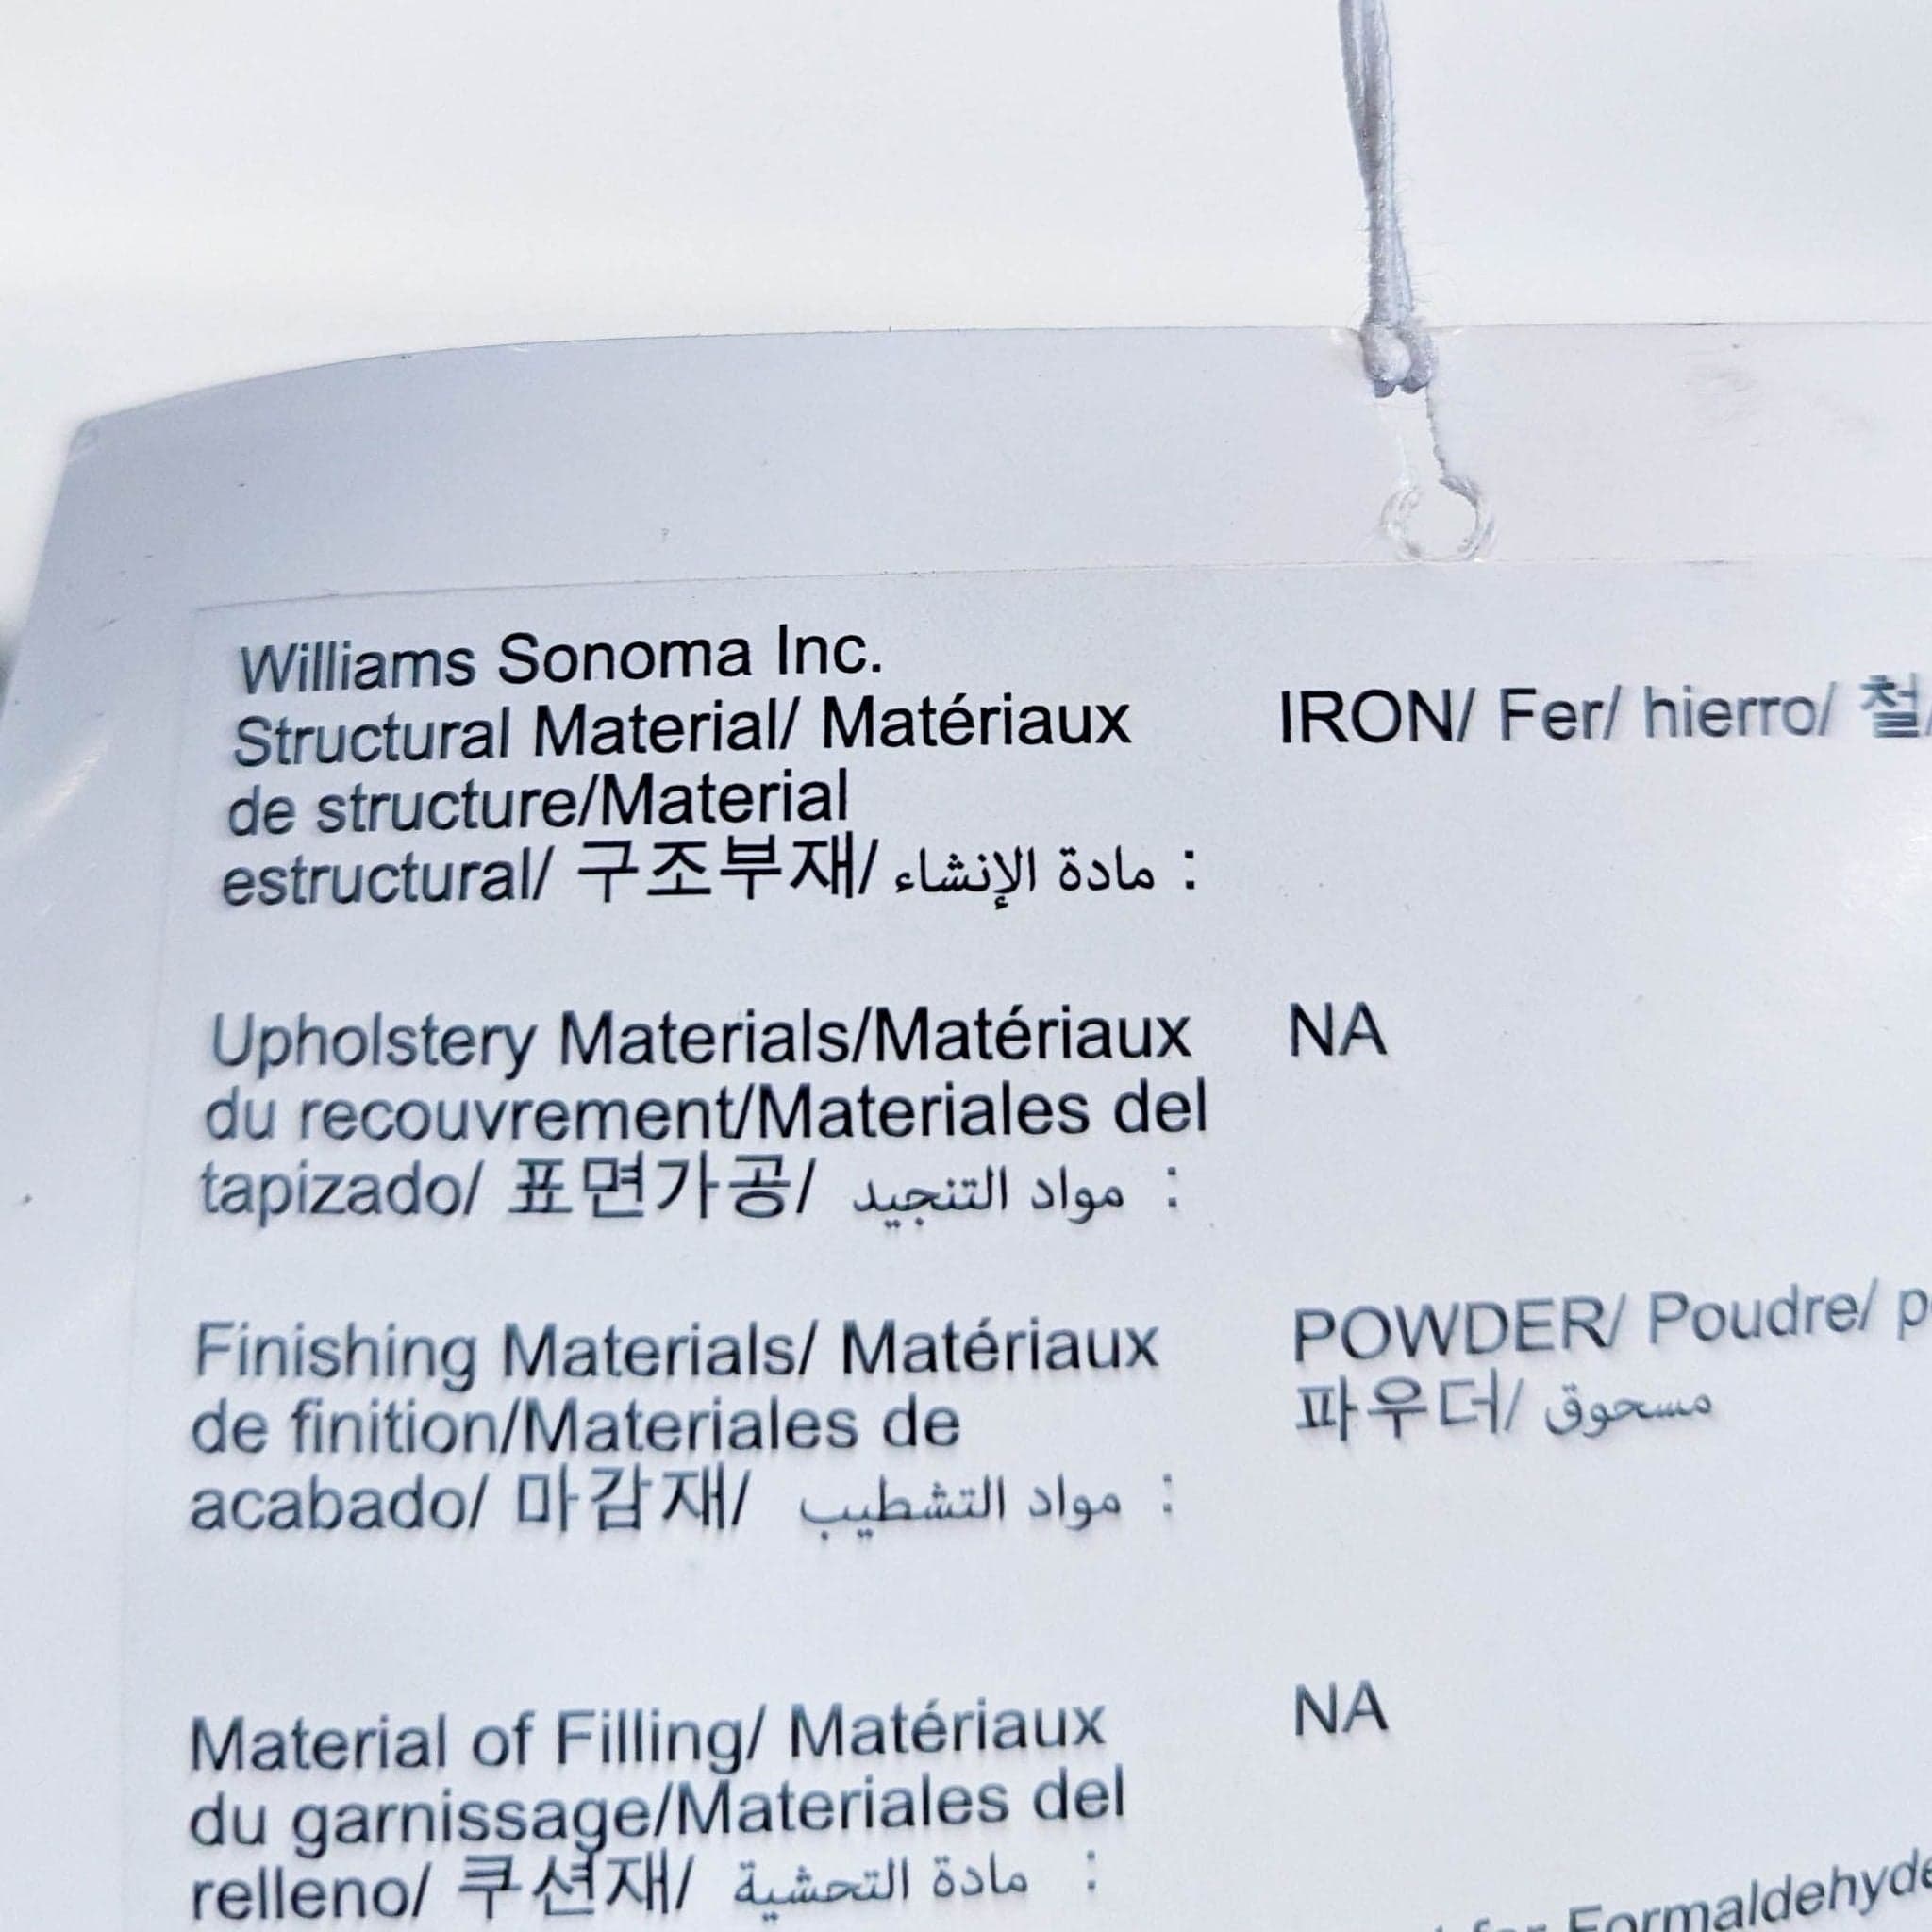 Williams Sonoma Inc.
Structural Material/ Matériaux
de structure/Material
estructural/ 구조부재/ مادة الإنشاء :
IRON/ Fer/ hierro/ 철/
Upholstery Materials/Matériaux
du recouvrement/Materiales del
tapizado/ 표면가공/ مواد التنجيد :
NA
Finishing Materials/ Matériaux
de finition/Materiales de
acabado/ 마감재/ مواد التشطيب :
POWDER/ Poudre/ p
파우더/ مسحوق
Material of Filling/ Matériaux
du garnissage/Materiales del
relleno/ 쿠션재/ مادة التحشية :
NA
for Formaldehyde